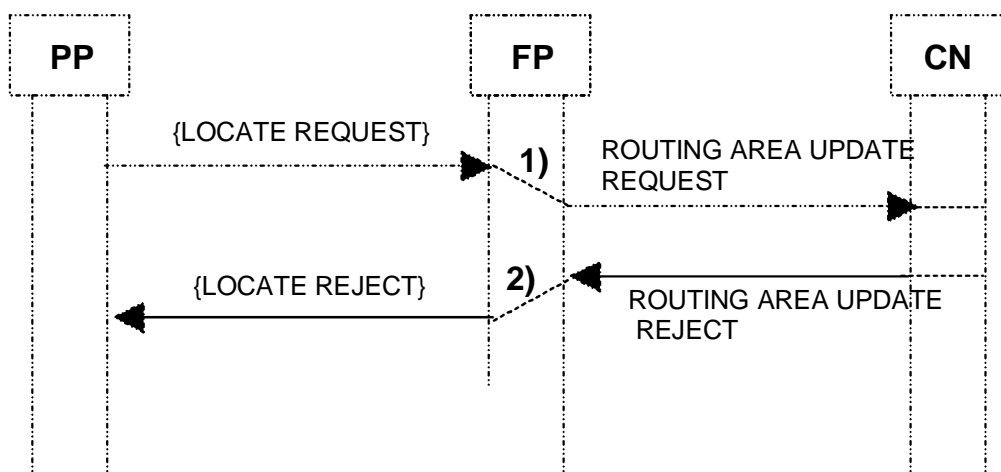 PP
FP
CN
{LOCATE REQUEST}
1)
ROUTING AREA UPDATE
REQUEST
2)
{LOCATE REJECT}
ROUTING AREA UPDATE
REJECT